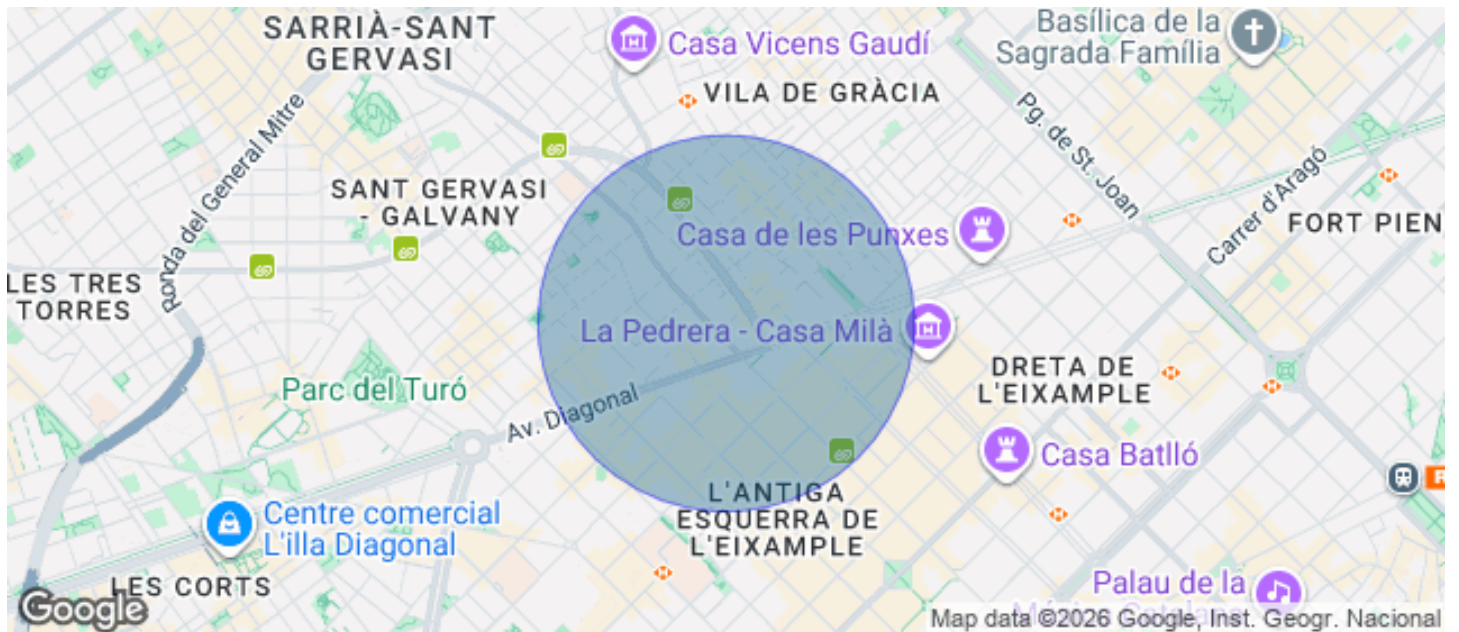 SARRIÀ-SANT
GERVASI
Casa Vicens Gaudí
Basílica de la
Sagrada Família
VILA DE GRÀCIA
Ronda del General Mitre
Pg. de St. Joan
SANT GERVASI
- GALVANY
Carrer d'Aragó
FORT PIEN
Casa de les Punxes
LES TRES
TORRES
La Pedrera - Casa Milà
DRETA DE
L'EIXAMPLE
Parc del Turó
Av. Diagonal
Casa Batlló
L'ANTIGA
ESQUERRA DE
L'EIXAMPLE
Centre comercial
L'illa Diagonal
LES CORTS
Palau de la
Google
Map data ©2026 Google, Inst. Geogr. Nacional